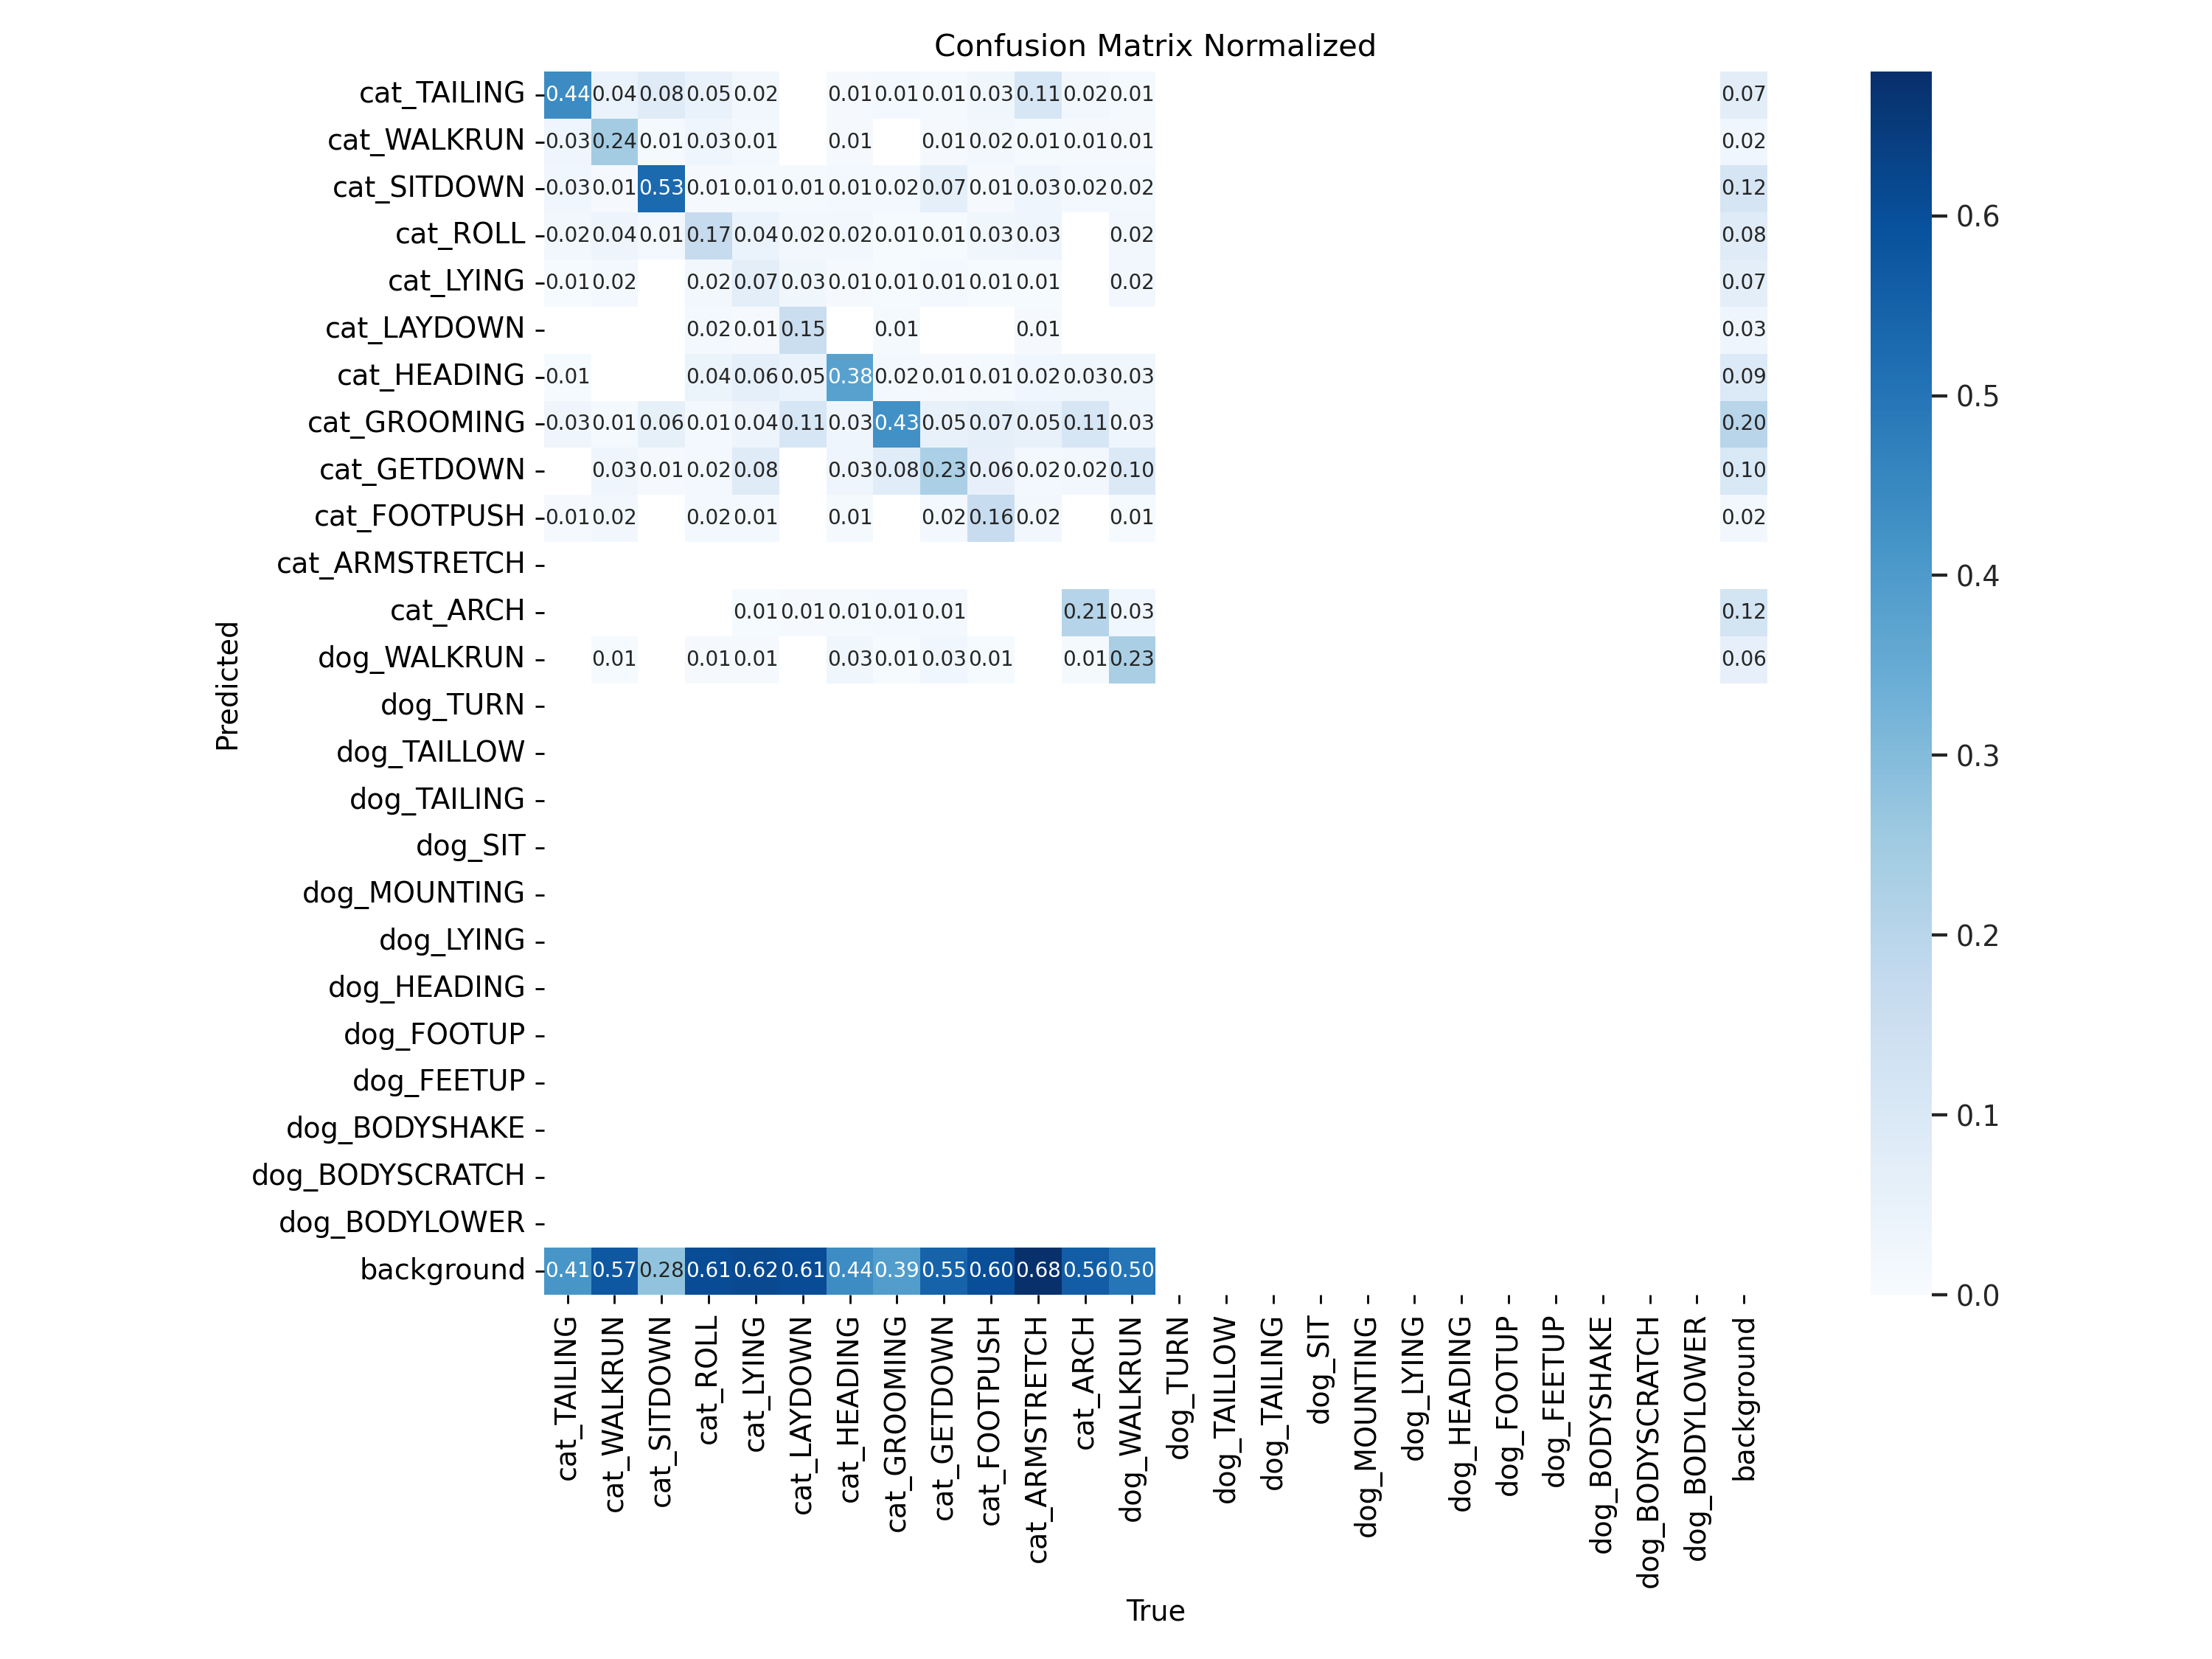 Confusion Matrix Normalized
cat_TAILING 0.44 0.04 0.08 0.05 0.02 0.01 0.01 0.01 0.03 0.11 0.02 0.01 0.07
cat_WALKRUN 0.03 0.24 0.01 0.03 0.01 0.01 0.01 0.02 0.01 0.01 0.01 0.02
cat_SITDOWN 0.03 0.01 0.53 0.01 0.01 0.01 0.01 0.02 0.07 0.01 0.03 0.02 0.02 0.12
cat_ROLL 0.02 0.04 0.01 0.17 0.04 0.02 0.02 0.01 0.01 0.03 0.03 0.02 0.08
cat_LYING 0.01 0.02 0.02 0.07 0.03 0.01 0.01 0.01 0.01 0.01 0.02 0.07
cat_LAYDOWN 0.02 0.01 0.15 0.01 0.01 0.03
cat_HEADING 0.01 0.04 0.06 0.05 0.38 0.02 0.01 0.01 0.02 0.03 0.03 0.09
cat_GROOMING 0.03 0.01 0.06 0.01 0.04 0.11 0.03 0.43 0.05 0.07 0.05 0.11 0.03 0.20
cat_GETDOWN 0.03 0.01 0.02 0.08 0.03 0.08 0.23 0.06 0.02 0.02 0.10 0.10
cat_FOOTPUSH 0.01 0.02 0.02 0.01 0.01 0.02 0.16 0.02 0.01 0.02
cat_ARMSTRETCH
cat_ARCH 0.01 0.01 0.01 0.01 0.01 0.21 0.03 0.12
dog_WALKRUN 0.01 0.01 0.01 0.03 0.01 0.03 0.01 0.01 0.23 0.06
dog_TURN
dog_TAILLOW
dog_TAILING
dog_SIT
dog_MOUNTING
dog_LYING
dog_HEADING
dog_FOOTUP
dog_FEETUP
dog_BODYSHAKE
dog_BODYSCRATCH
dog_BODYLOWER
background 0.41 0.57 0.28 0.61 0.62 0.61 0.44 0.39 0.55 0.60 0.68 0.56 0.50
Predicted
cat_TAILING
cat_WALKRUN
cat_SITDOWN
cat_ROLL
cat_LYING
cat_LAYDOWN
cat_HEADING
cat_GROOMING
cat_GETDOWN
cat_FOOTPUSH
cat_ARMSTRETCH
cat_ARCH
dog_WALKRUN
dog_TURN
dog_TAILLOW
dog_TAILING
dog_SIT
dog_MOUNTING
dog_LYING
dog_HEADING
dog_FOOTUP
dog_FEETUP
dog_BODYSHAKE
dog_BODYSCRATCH
dog_BODYLOWER
background
True
0.6
0.5
0.4
0.3
0.2
0.1
0.0